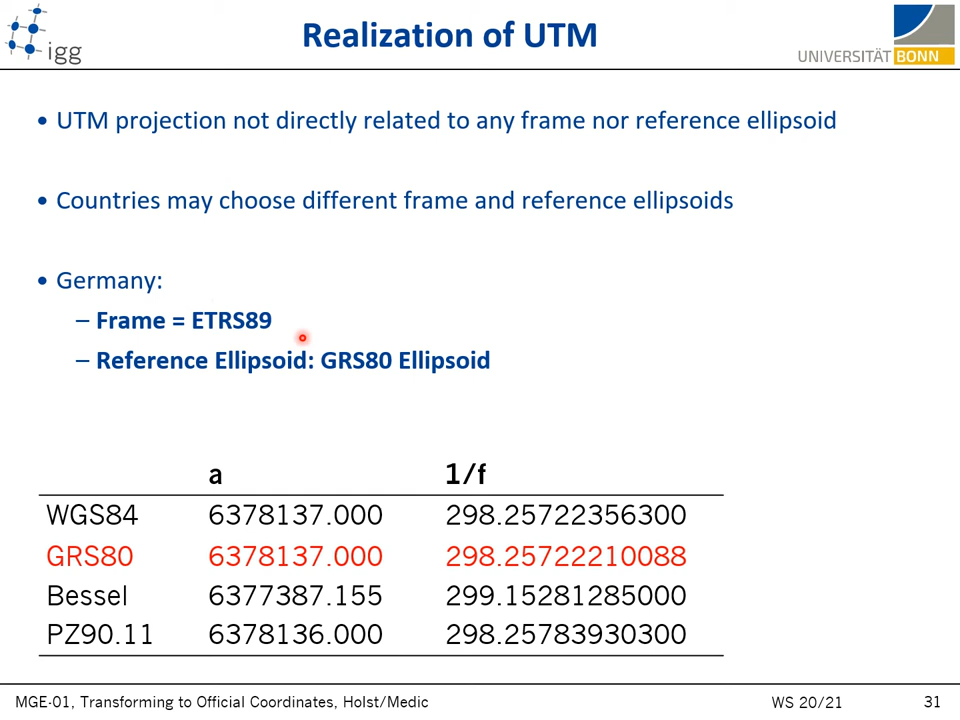 igg
Realization of UTM
UNIVERSITÄT BONN
• UTM projection not directly related to any frame nor reference ellipsoid
• Countries may choose different frame and reference ellipsoids
• Germany:
– Frame = ETRS89
– Reference Ellipsoid: GRS80 Ellipsoid
a 1/f
WGS84 6378137.000 298.25722356300
GRS80 6378137.000 298.25722210088
Bessel 6377387.155 299.15281285000
PZ90.11 6378136.000 298.25783930300
MGE-01, Transforming to Official Coordinates, Holst/Medic WS 20/21 31